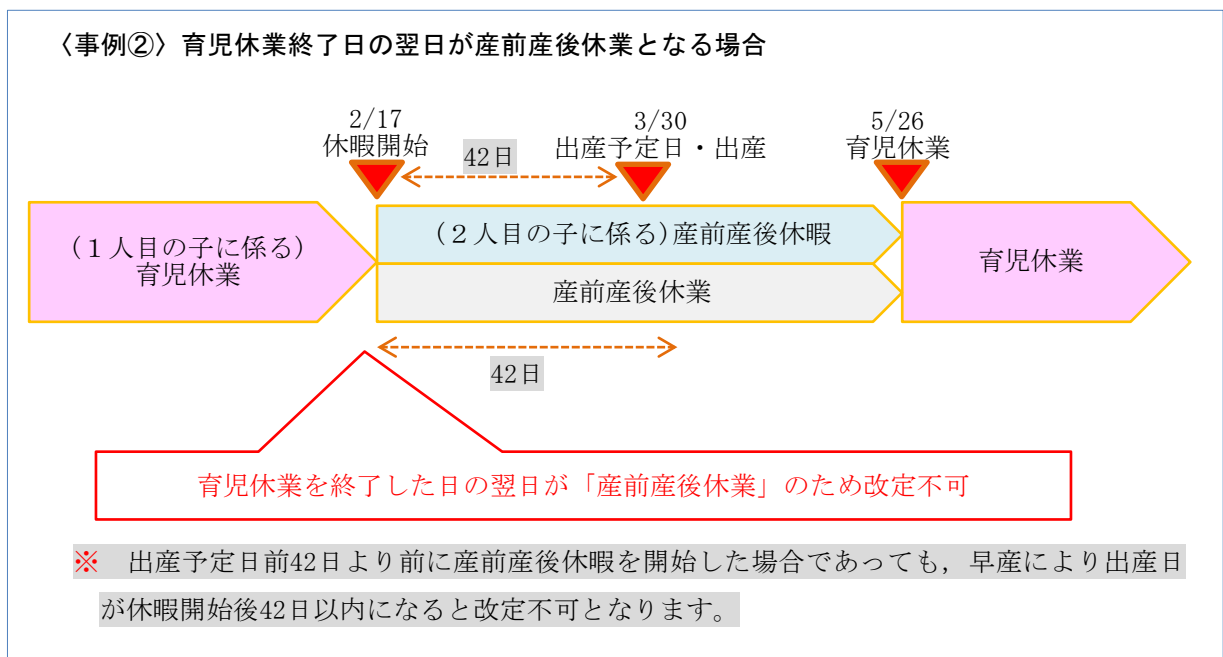 〈事例②〉育児休業終了日の翌日が産前産後休業となる場合
2/17
休暇開始
42日
3/30
出産予定日・出産
5/26
育児休業
(１人目の子に係る)
育児休業
(２人目の子に係る)産前産後休暇
産前産後休業
育児休業
42日
育児休業を終了した日の翌日が「産前産後休業」のため改定不可
※　出産予定日前42日より前に産前産後休暇を開始した場合であっても，早産により出産日
が休暇開始後42日以内になると改定不可となります。